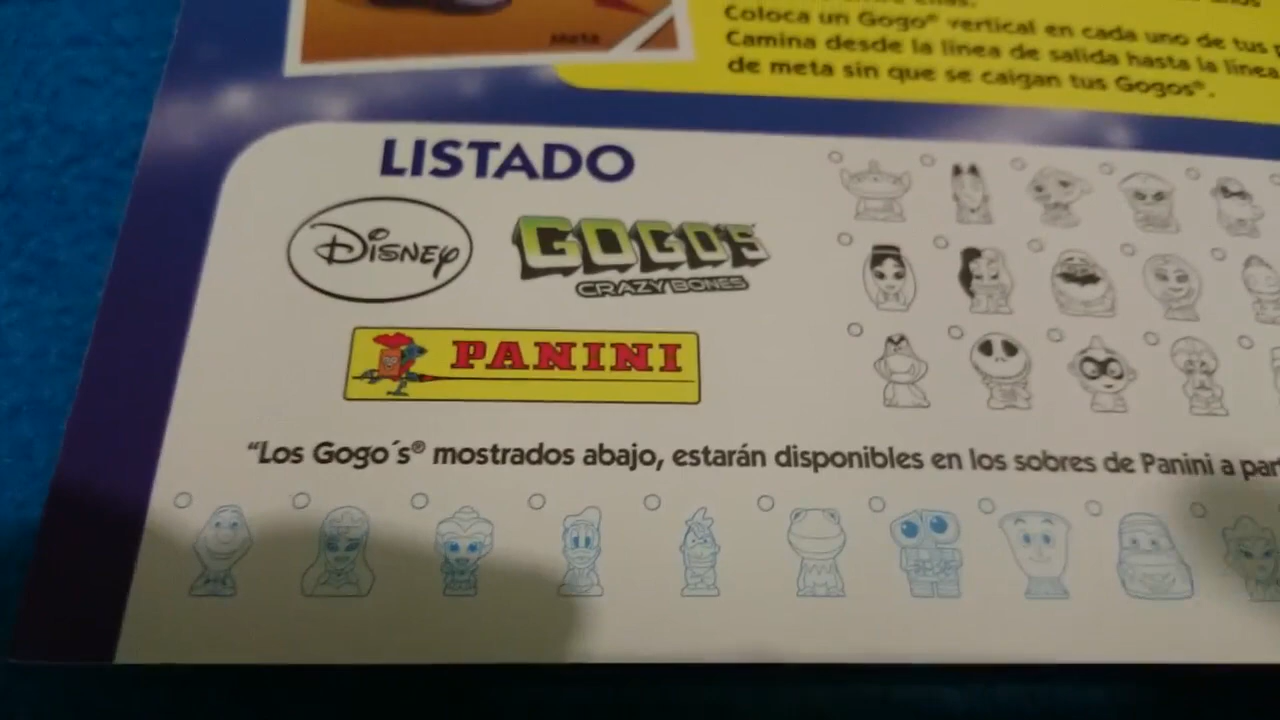 Coloca un Gogo® vertical en cada uno de tus
Camina desde la línea de salida hasta la línea
de meta sin que se caigan tus Gogos®.
Meta
LISTADO
Disney
GOGO'S
CRAZY BONES
PANINI
“Los Gogo´s® mostrados abajo, estarán disponibles en los sobres de Panini a par